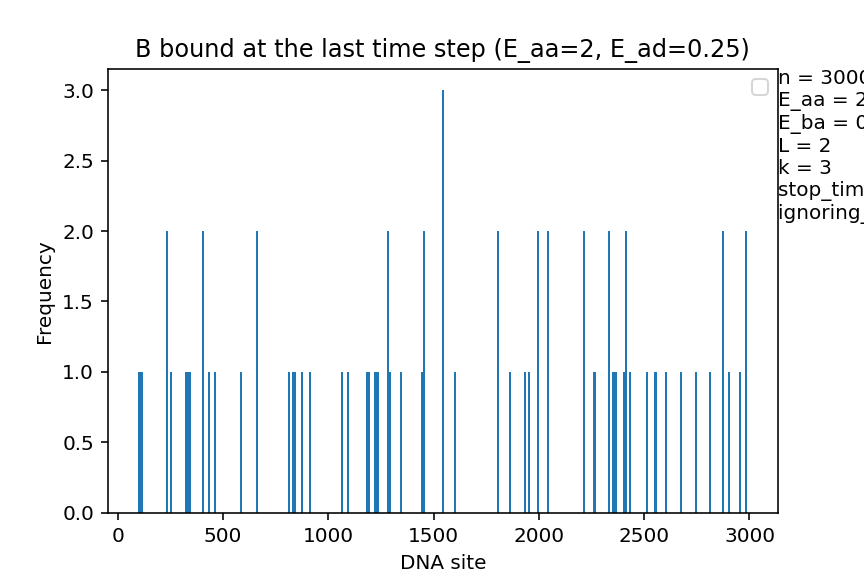 B bound at the last time step (E_aa=2, E_ad=0.25)
3.0
2.5
2.0
1.5
1.0
0.5
0.0
Frequency
0 500 1000 1500 2000 2500 3000
DNA site
n = 3000
E_aa = 2
E_ba = 0
L = 2
k = 3
stop_tim
ignoring_